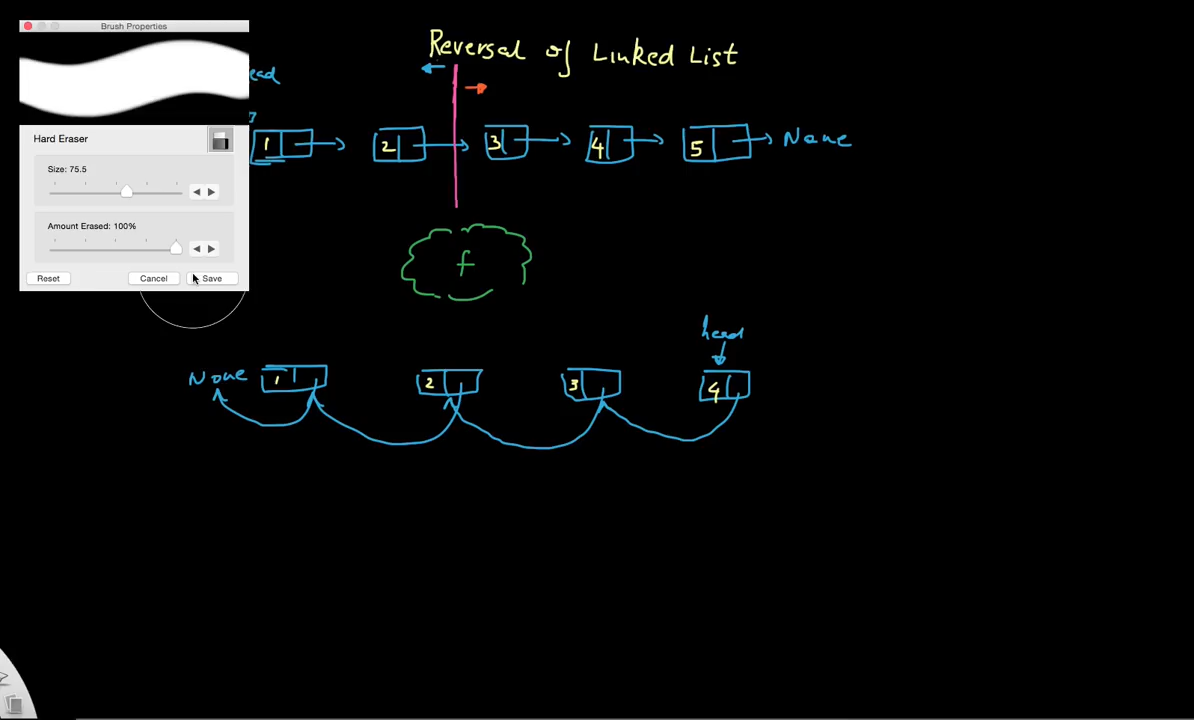 Brush Properties
Reversal of Linked List
ead
1 2 3 4 5 None
Hard Eraser
Size: 75.5
Amount Erased: 100%
Reset Cancel Save
f
head
None 1 2 3 4